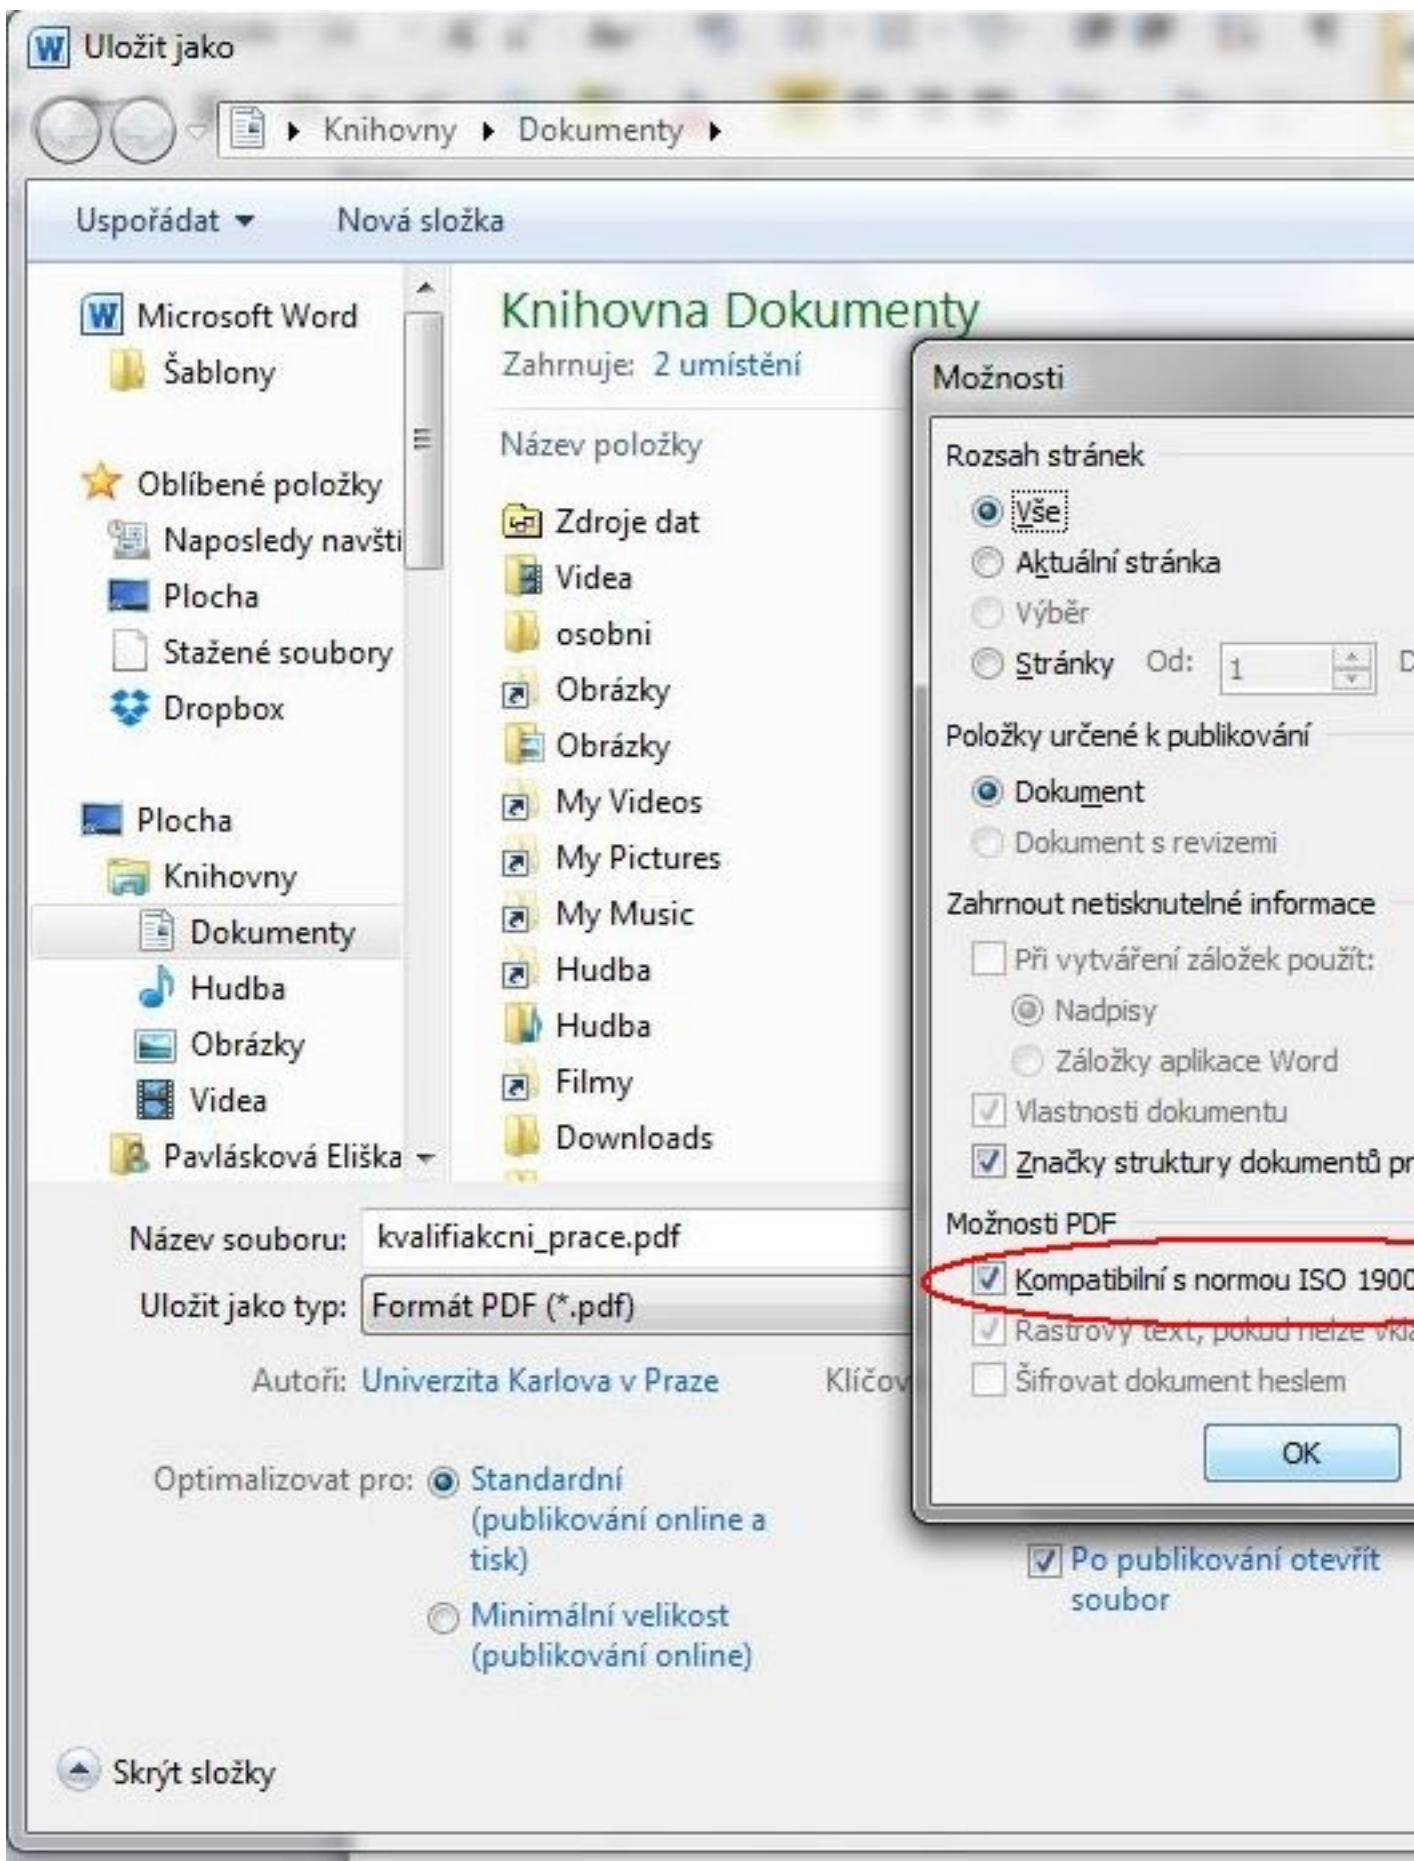 Uložit jako
Knihovny
Dokumenty
Uspořádat
Nová složka
Microsoft Word
Šablony
Oblíbené položky
Naposledy navšti
Plocha
Stažené soubory
Dropbox
Plocha
Knihovny
Dokumenty
Hudba
Obrázky
Videa
Pavlásková Eliška
Knihovna Dokumenty
Zahrnuje: 2 umístění
Název položky
Zdroje dat
Videa
osobni
Obrázky
Obrázky
My Videos
My Pictures
My Music
Hudba
Hudba
Filmy
Downloads
Možnosti
Rozsah stránek
Vše
Aktuální stránka
Výběr
Stránky Od: 1 D
Položky určené k publikování
Dokument
Dokument s revizemi
Zahrnout netisknutelné informace
Při vytváření záložek použít:
Nadpisy
Záložky aplikace Word
Vlastnosti dokumentu
Značky struktury dokumentů pr
Možnosti PDF
Kompatibilní s normou ISO 1900
Rastrový text, pokud nelze vkla
Šifrovat dokument heslem
OK
Název souboru: kvalifiakcni_prace.pdf
Uložit jako typ: Formát PDF (*.pdf)
Autoři: Univerzita Karlova v Praze
Klíčov
Optimalizovat pro: Standardní
(publikování online a
tisk)
Minimální velikost
(publikování online)
Po publikování otevřít
soubor
Skrýt složky